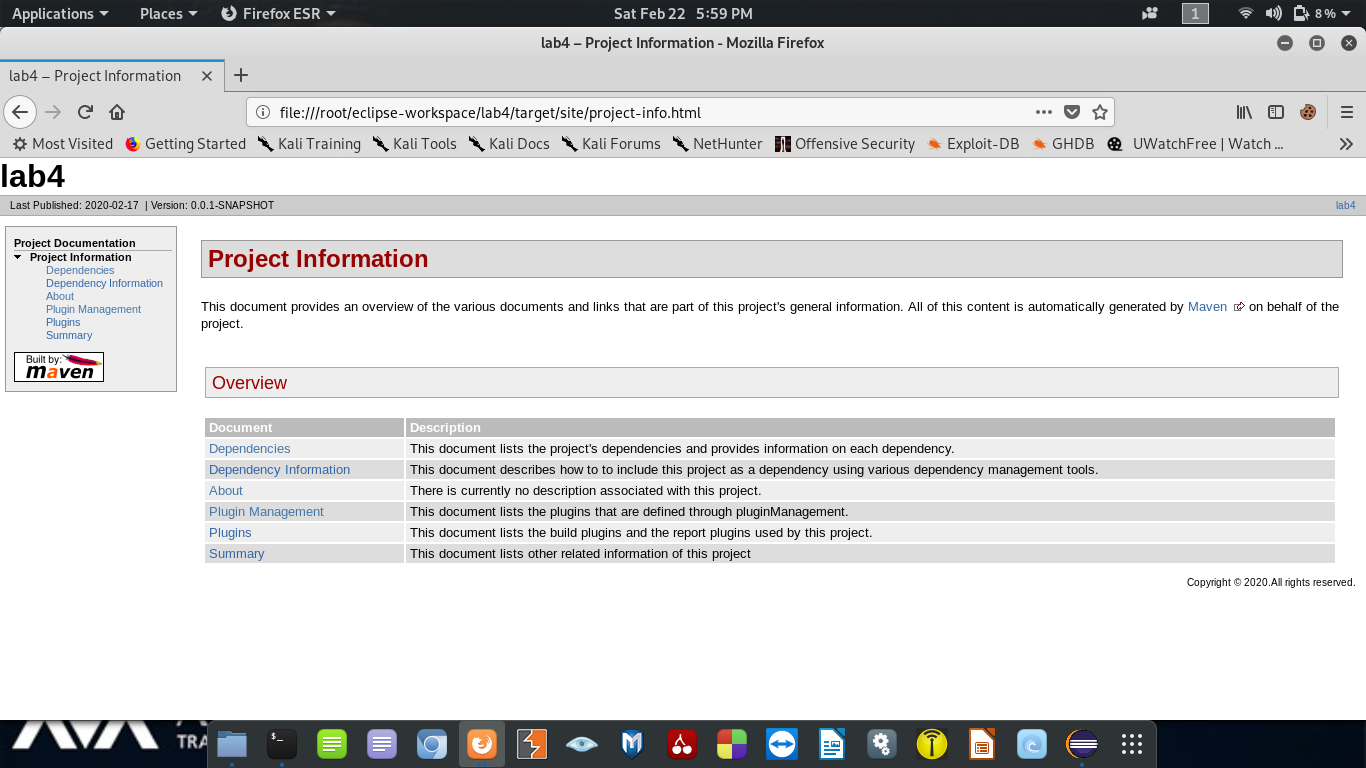 Applications Places Firefox ESR Sat Feb 22 5:59 PM 1 8 %
lab4 – Project Information - Mozilla Firefox
lab4 – Project Information
file:///root/eclipse-workspace/lab4/target/site/project-info.html
Most Visited Getting Started Kali Training Kali Tools Kali Docs Kali Forums NetHunter Offensive Security Exploit-DB GHDB UWatchFree | Watch ...
lab4
Last Published: 2020-02-17 | Version: 0.0.1-SNAPSHOT lab4
Project Documentation
Project Information
Dependencies
Dependency Information
About
Plugin Management
Plugins
Summary
Built by:
maven
Project Information
This document provides an overview of the various documents and links that are part of this project's general information. All of this content is automatically generated by Maven on behalf of the
project.
Overview
Document Description
Dependencies This document lists the project's dependencies and provides information on each dependency.
Dependency Information This document describes how to to include this project as a dependency using various dependency management tools.
About There is currently no description associated with this project.
Plugin Management This document lists the plugins that are defined through pluginManagement.
Plugins This document lists the build plugins and the report plugins used by this project.
Summary This document lists other related information of this project
Copyright © 2020.All rights reserved.
$_